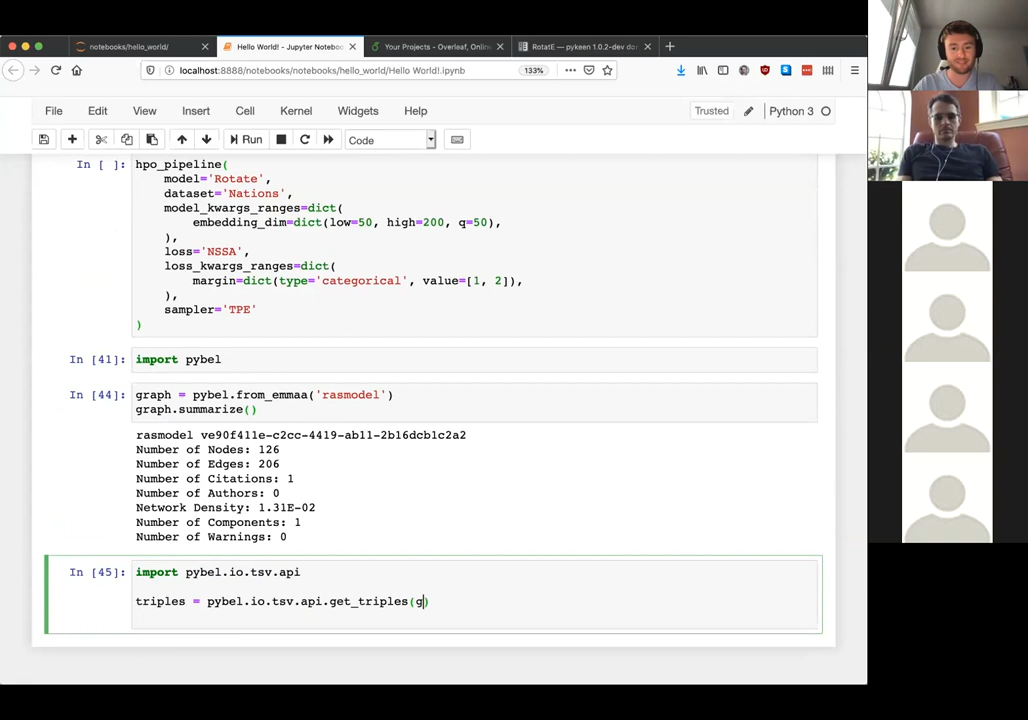 notebooks/hello_world/
Hello World! - Jupyter Noteboo
Your Projects - Overleaf, Onlin
RotatE — pykeen 1.0.2-dev do
localhost:8888/notebooks/notebooks/hello_world/Hello World!.ipynb
133%
File Edit View Insert Cell Kernel Widgets Help
Trusted
Python 3
Run
Code
In [ ]: hpo_pipeline(
model='Rotate',
dataset='Nations',
model_kwargs_ranges=dict(
embedding_dim=dict(low=50, high=200, q=50),
),
loss='NSSA',
loss_kwargs_ranges=dict(
margin=dict(type='categorical', value=[1, 2]),
),
sampler='TPE'
)
In [41]: import pybel
In [44]: graph = pybel.from_emmaa('rasmodel')
graph.summarize()
rasmodel ve90f411e-c2cc-4419-ab11-2b16dcb1c2a2
Number of Nodes: 126
Number of Edges: 206
Number of Citations: 1
Number of Authors: 0
Network Density: 1.31E-02
Number of Components: 1
Number of Warnings: 0
In [45]: import pybel.io.tsv.api
triples = pybel.io.tsv.api.get_triples(g)